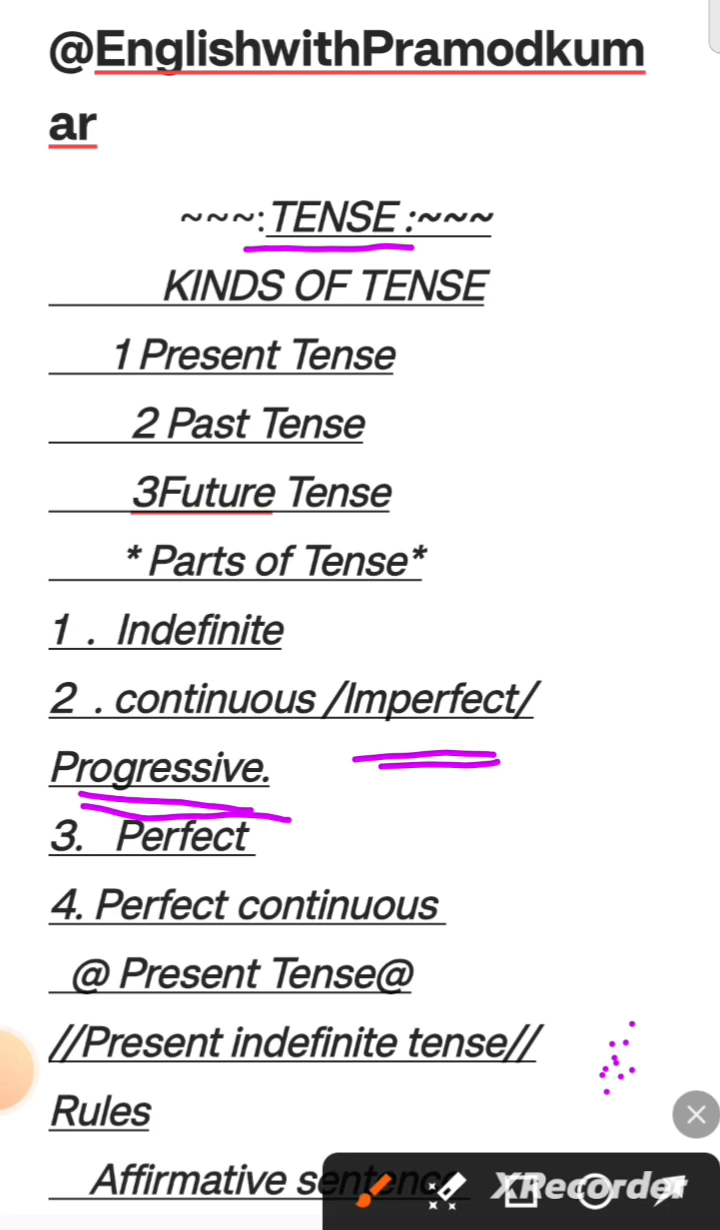 @EnglishwithPramodkum
ar
~~~:TENSE :~~~
KINDS OF TENSE
1 Present Tense
2 Past Tense
3Future Tense
* Parts of Tense*
1 . Indefinite
2 . continuous /Imperfect/
Progressive.
3. Perfect
4. Perfect continuous
@ Present Tense@
//Present indefinite tense//
Rules
Affirmative sentence
XRecorder